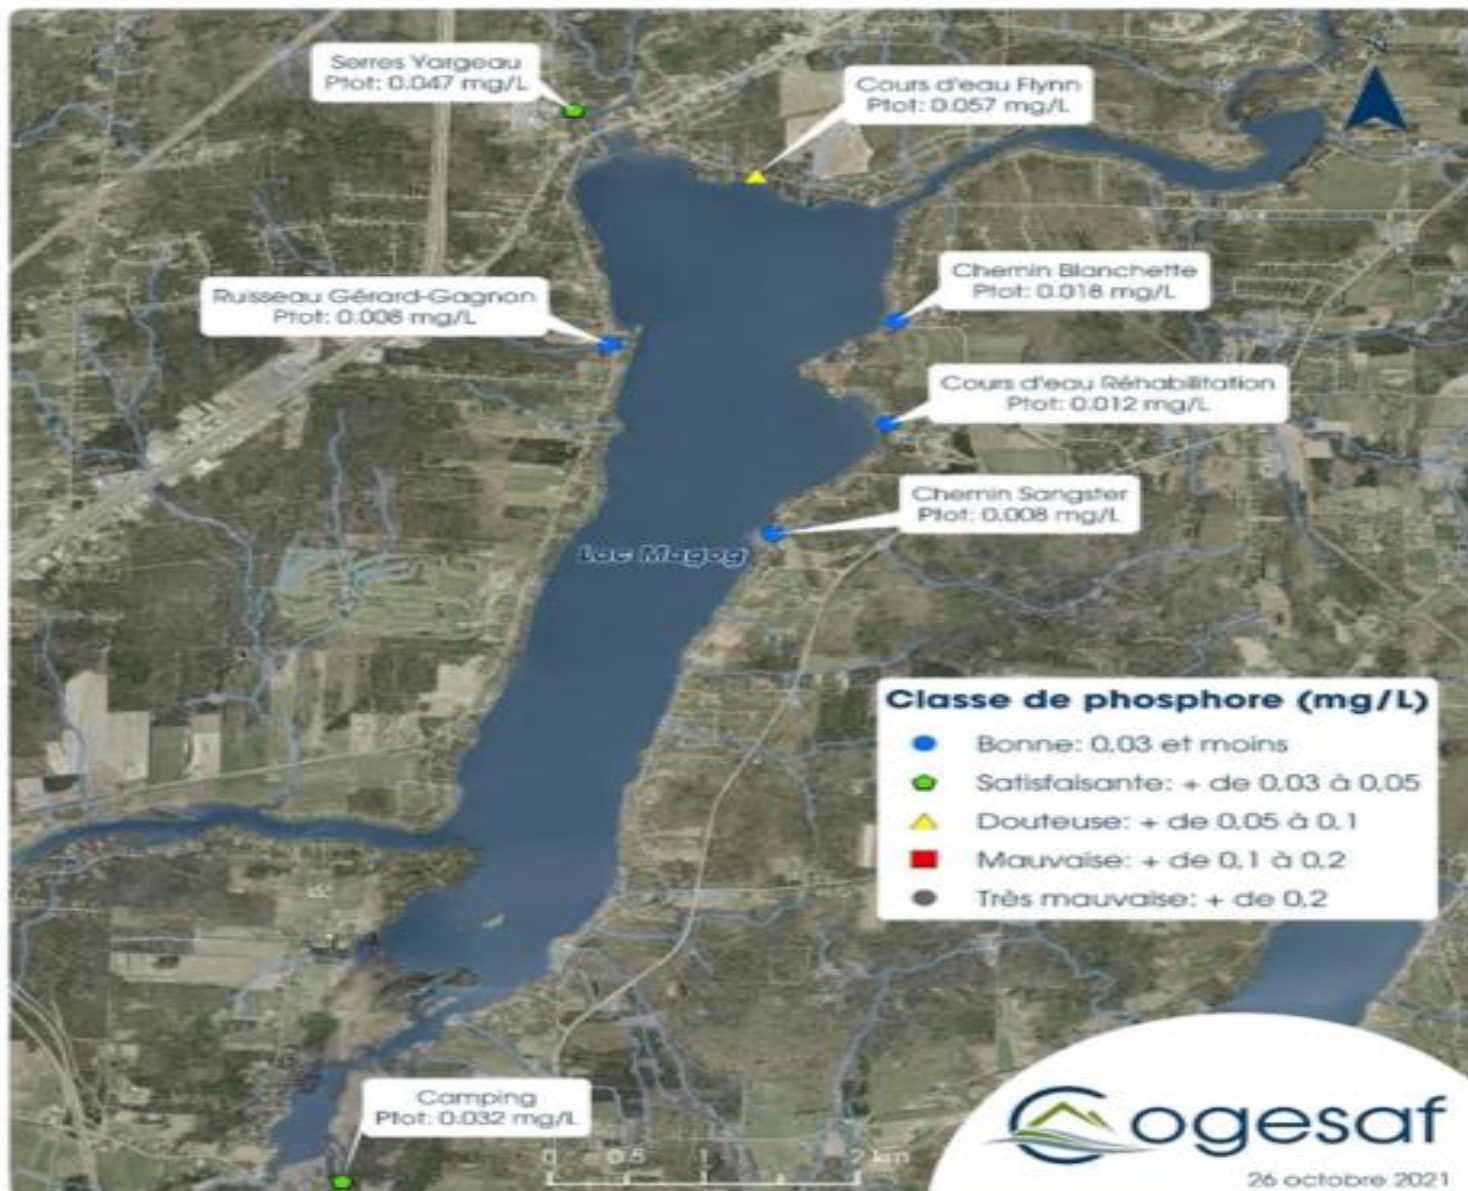 Serres Yargeau
Ptot: 0.047 mg/L
Cours d'eau Flynn
Ptot: 0.057 mg/L
N
Chemin Blanchette
Ptot: 0.018 mg/L
Ruisseau Gérard-Gagnon
Ptot: 0.008 mg/L
Cours d'eau Réhabilitation
Ptot: 0.012 mg/L
Chemin Sangster
Ptot: 0.008 mg/L
Lac Magog
Classe de phosphore (mg/L)
Bonne: 0,03 et moins
Satisfaisante: + de 0,03 à 0,05
Douteuse: + de 0,05 à 0,1
Mauvaise: + de 0,1 à 0,2
Très mauvaise: + de 0,2
Camping
Ptot: 0.032 mg/L
0 0.5 1 2 km
Cogesaf
26 octobre 2021